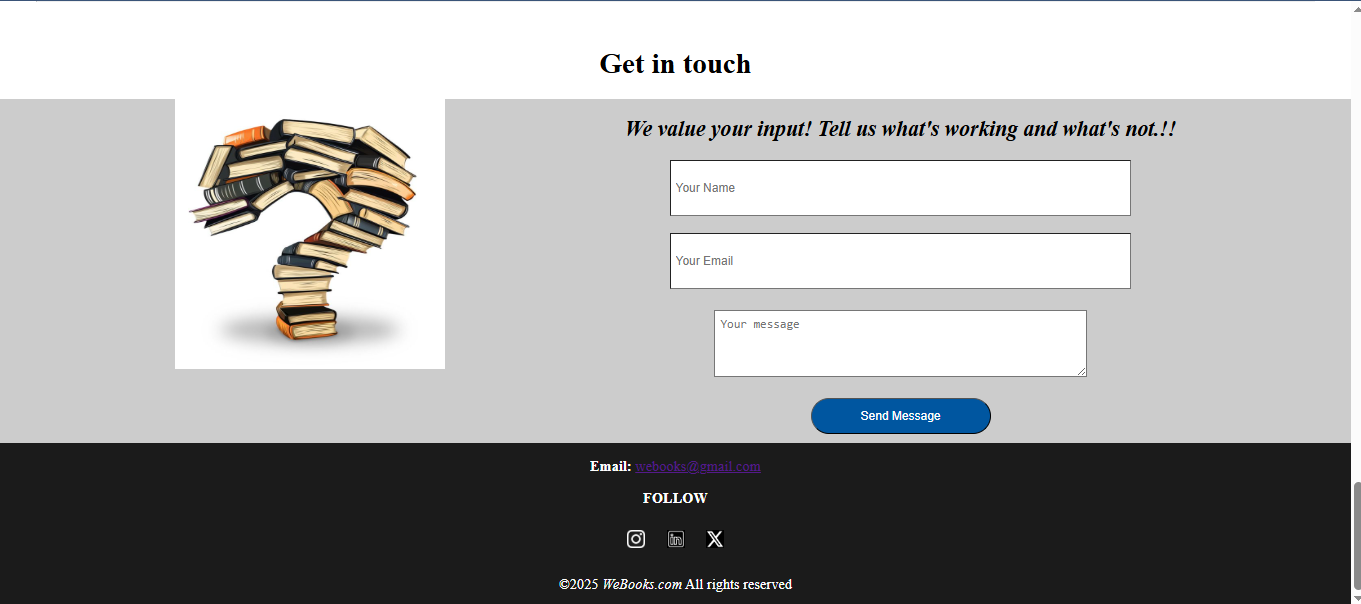 Get in touch
We value your input! Tell us what's working and what's not.!!
Your Name
Your Email
Your message
Send Message
Email: webooks@gmail.com
FOLLOW
©2025 WeBooks.com All rights reserved